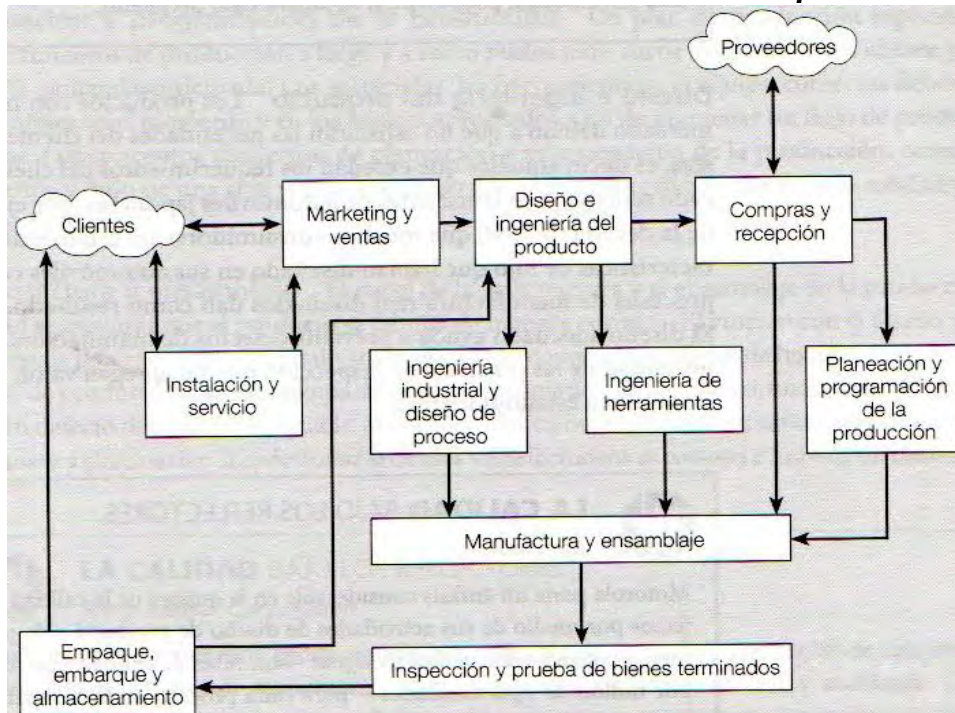 Proveedores
Clientes
Marketing y
ventas
Diseño e
ingeniería del
producto
Compras y
recepción
Instalación y
servicio
Ingeniería
industrial y
diseño de
proceso
Ingeniería de
herramientas
Planeación y
programación
de la
producción
Manufactura y ensamblaje
Empaque,
embarque y
almacenamiento
Inspección y prueba de bienes terminados